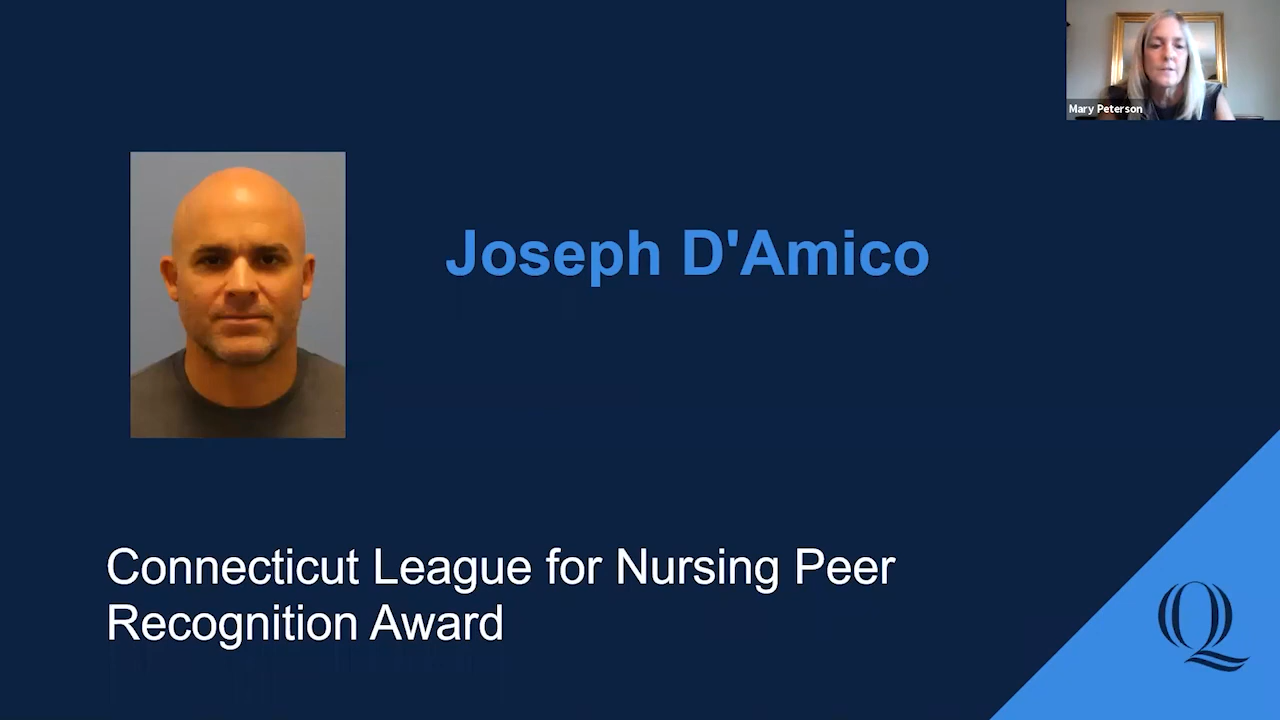 Mary Peterson
Joseph D'Amico
Connecticut League for Nursing Peer
Recognition Award
Q